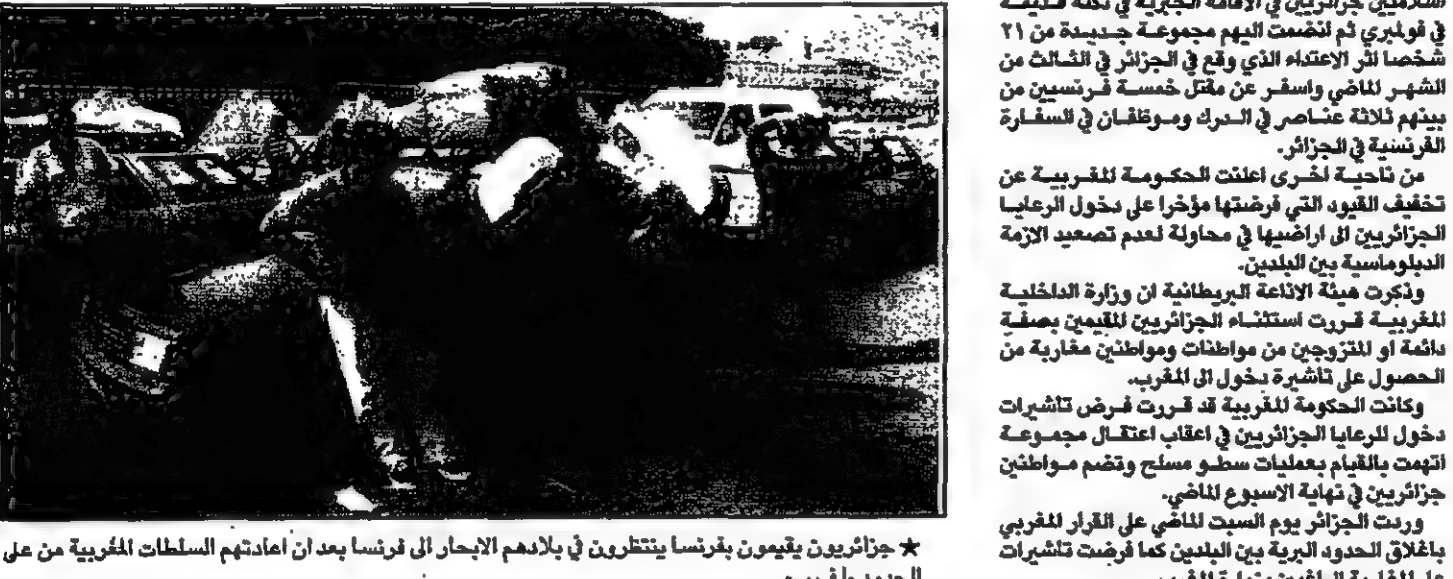 اسلاميين جزائريين في الاقامة الجبرية في ثكنة قديمة
في فولمبري ثم انضمت اليهم مجموعة جديدة من ٢١
شخصا اثر الاعتداء الذي وقع في الجزائر في الثالث من
الشهر الماضي واسفر عن مقتل خمسة فرنسيين من
بينهم ثلاثة عناصر في الدرك وموظفان في السفارة
الفرنسية في الجزائر.
من ناحية اخرى اعلنت الحكومة المغربية عن
تخفيف القيود التي فرضتها مؤخرا على دخول الرعايا
الجزائريين الى اراضيها في محاولة لعدم تصعيد الازمة
الدبلوماسية بين البلدين.
وذكرت هيئة الاذاعة البريطانية ان وزارة الداخلية
المغربية قررت استثناء الجزائريين المقيمين بصفة
دائمة او المتزوجين من مواطنات ومواطنين مغاربة من
الحصول على تأشيرة دخول الى المغرب.
وكانت الحكومة المغربية قد قررت فرض تأشيرات
دخول للرعايا الجزائريين في اعقاب اعتقال مجموعة
اتهمت بالقيام بعمليات سطو مسلح وتضم مواطنين
جزائريين في نهاية الاسبوع الماضي.
وردت الجزائر يوم السبت الماضي على القرار المغربي
باغلاق الحدود البرية بين البلدين كما فرضت تأشيرات
★ جزائريون يقيمون بفرنسا ينتظرون في بلادهم الابحار الى فرنسا بعد ان اعادتهم السلطات المغربية من على